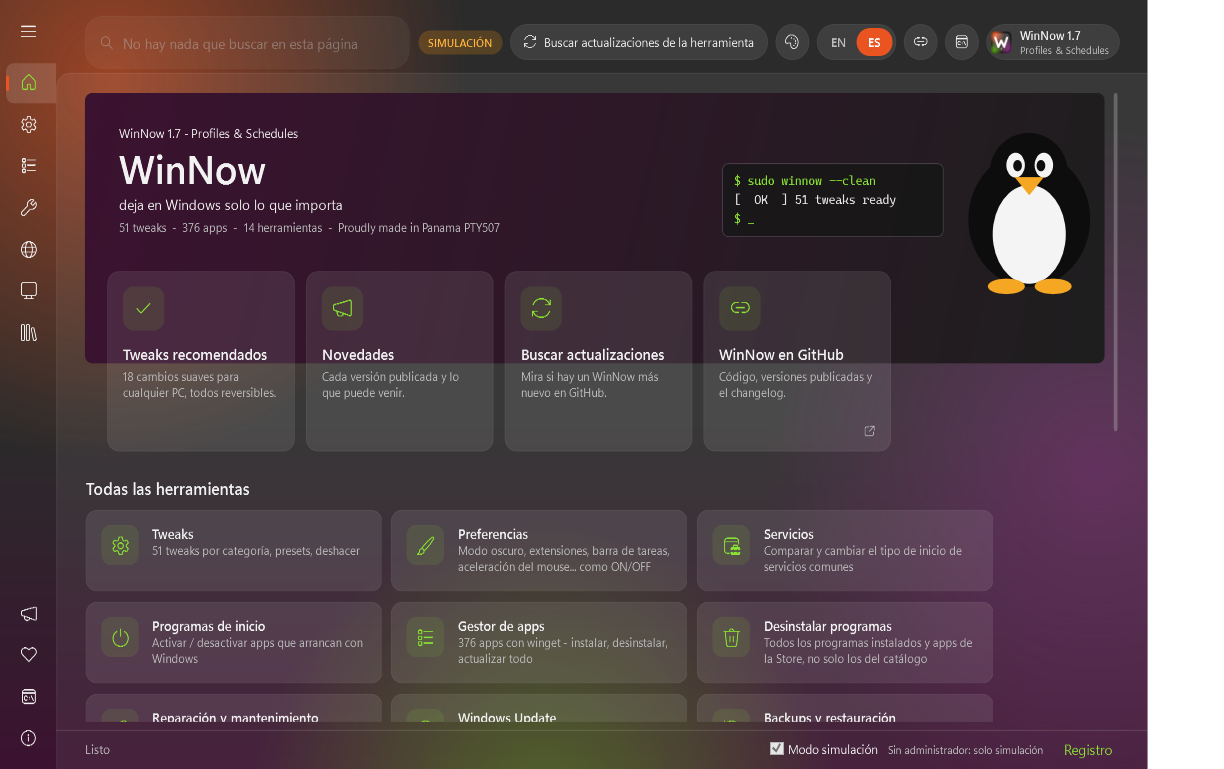 No hay nada que buscar en esta página
SIMULACIÓN
Buscar actualizaciones de la herramienta
EN
ES
W
WinNow 1.7
Profiles & Schedules
WinNow 1.7 - Profiles & Schedules
WinNow
deja en Windows solo lo que importa
51 tweaks - 376 apps - 14 herramientas - Proudly made in Panama PTY507
$ sudo winnow --clean
[ OK ] 51 tweaks ready
$ _
Tweaks recomendados
18 cambios suaves para
cualquier PC, todos reversibles.
Novedades
Cada versión publicada y lo
que puede venir.
Buscar actualizaciones
Mira si hay un WinNow más
nuevo en GitHub.
WinNow en GitHub
Código, versiones publicadas y
el changelog.
Todas las herramientas
Tweaks
51 tweaks por categoría, presets, deshacer
Preferencias
Modo oscuro, extensiones, barra de tareas,
aceleración del mouse... como ON/OFF
Servicios
Comparar y cambiar el tipo de inicio de
servicios comunes
Programas de inicio
Activar / desactivar apps que arrancan con
Windows
Gestor de apps
376 apps con winget - instalar, desinstalar,
actualizar todo
Desinstalar programas
Todos los programas instalados y apps de
la Store, no solo los del catálogo
Reparación y mantenimiento
Windows Update
Backups y restauración
Listo
Modo simulación
Sin administrador: solo simulación
Registro